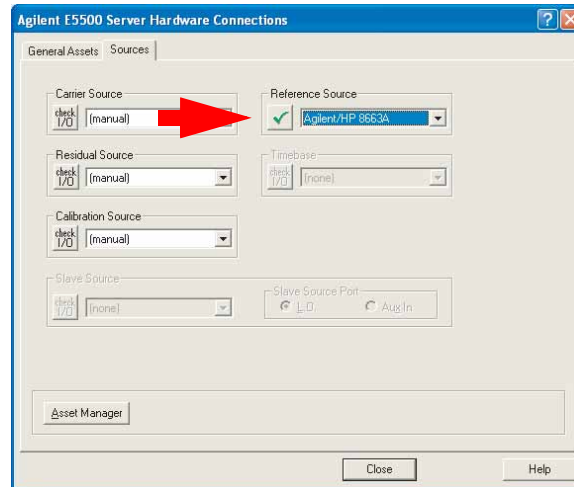 Agilent E5500 Server Hardware Connections
General Assets
Sources
Carrier Source
check I/O
(manual)
Reference Source
Agilent/HP 8663A
Residual Source
check I/O
(manual)
Timebase
check I/O
(none)
Calibration Source
check I/O
(manual)
Slave Source
check I/O
(none)
Slave Source Port
L.O.
Aux In
Asset Manager
Close
Help